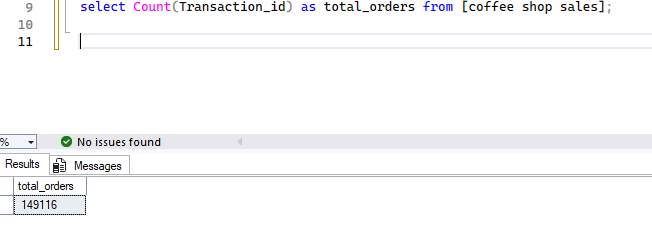 9 select Count(Transaction_id) as total_orders from [coffee shop sales];
10
11
% No issues found
Results Messages
total_orders
149116